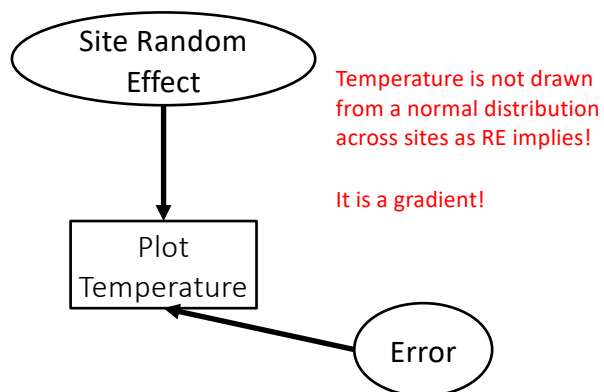 Site Random
Effect
Temperature is not drawn
from a normal distribution
across sites as RE implies!
It is a gradient!
Plot
Temperature
Error